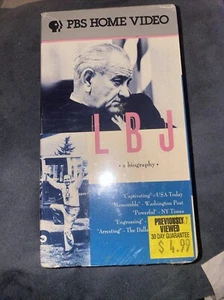 PBS HOME VIDEO
LBJ
a biography
"Captivating" - USA Today
"Memorable" - Washington Post
"Powerful" - NY Times
"Engrossing"
"Arresting" - The Dalla
PREVIOUSLY
VIEWED
30 DAY GUARANTEE
$ 4.99